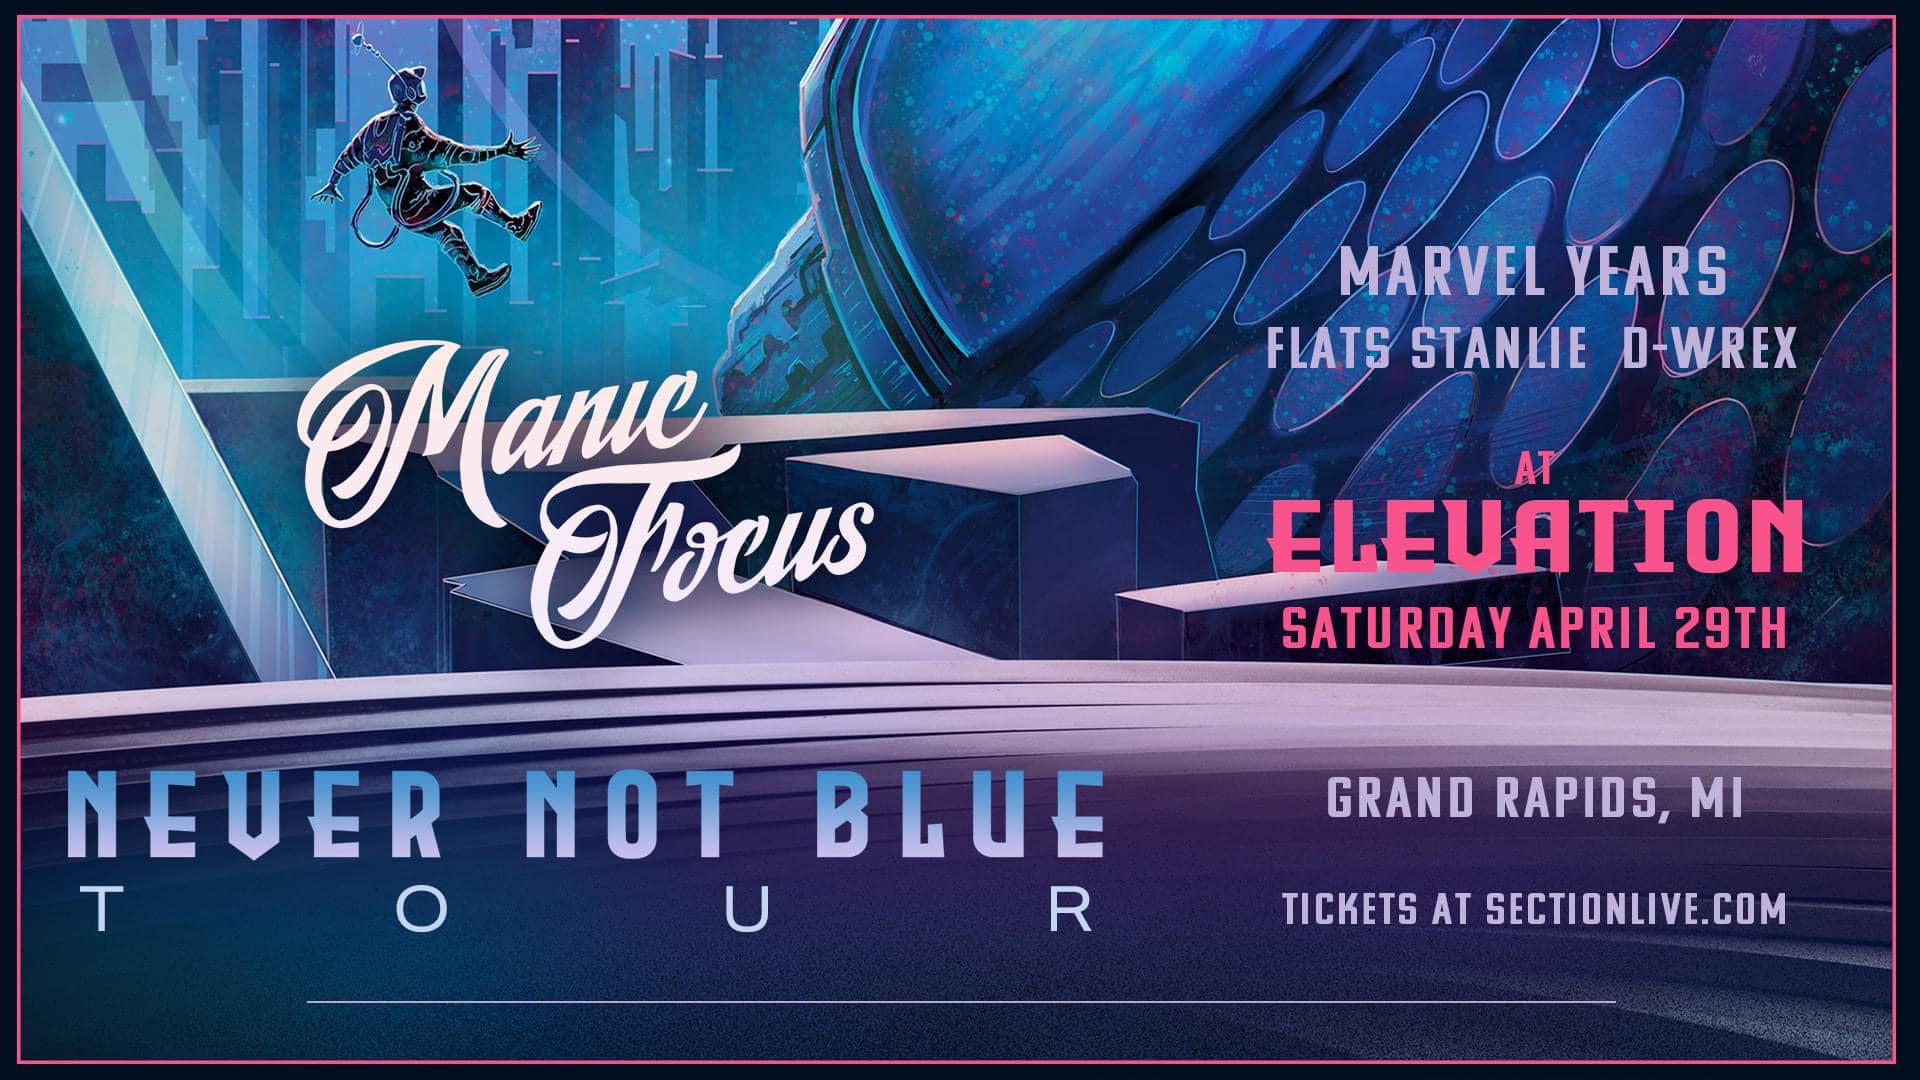 Manic
Focus
MARVEL YEARS
FLATS STANLIE D-WREX
AT
ELEVATION
SATURDAY APRIL 29TH
NEVER NOT BLUE
TOUR
GRAND RAPIDS, MI
TICKETS AT SECTIONLIVE.COM